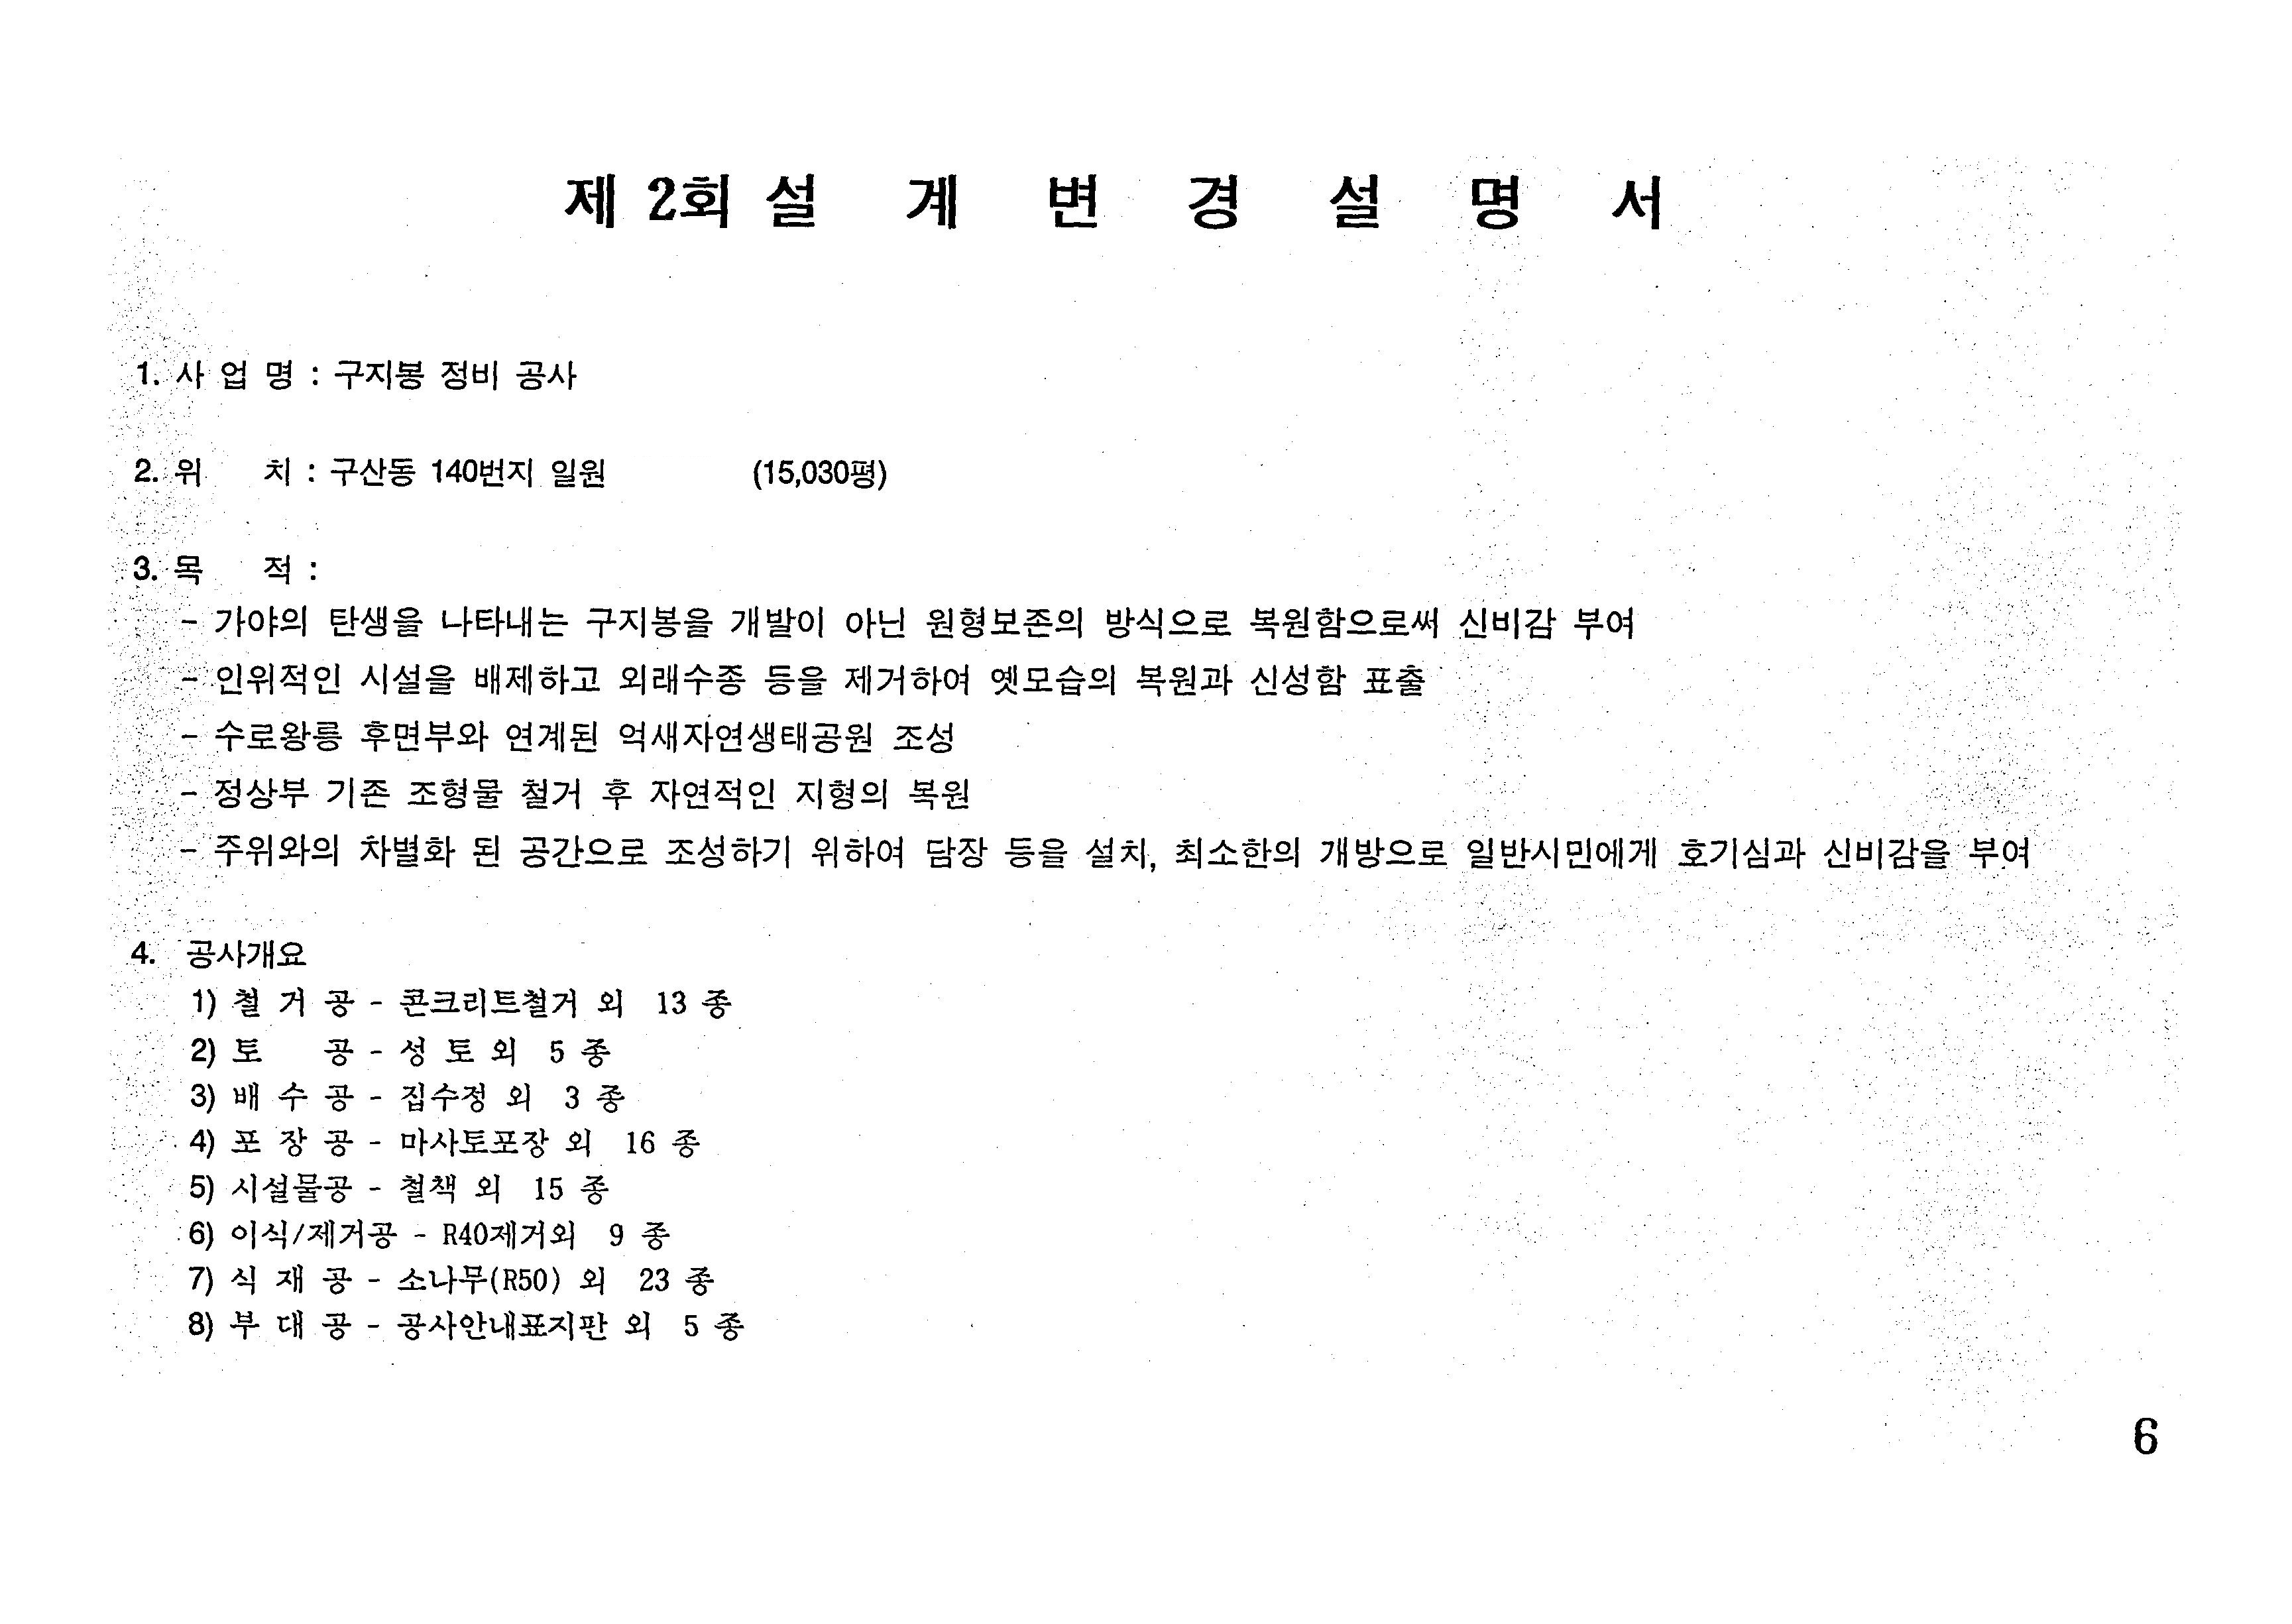 제 2회 설 계 변 경 설 명 서
1. 사 업 명 : 구지봉 정비 공사
2. 위 치 : 구산동 140번지 일원 (15,030평)
3. 목 적 :
- 가야의 탄생을 나타내는 구지봉을 개발이 아닌 원형보존의 방식으로 복원함으로써 신비감 부여
- 인위적인 시설을 배제하고 외래수종 등을 제거하여 옛모습의 복원과 신성함 표출
- 수로왕릉 후면부와 연계된 억새자연생태공원 조성
- 정상부 기존 조형물 철거 후 자연적인 지형의 복원
- 주위와의 차별화 된 공간으로 조성하기 위하여 담장 등을 설치, 최소한의 개방으로 일반시민에게 호기심과 신비감을 부여
4. 공사개요
1) 철 거 공 - 콘크리트철거 외 13 종
2) 토 공 - 성 토 외 5 종
3) 배 수 공 - 집수정 외 3 종
4) 포 장 공 - 마사토포장 외 16 종
5) 시설물공 - 철책 외 15 종
6) 이식/제거공 - R40제거외 9 종
7) 식 재 공 - 소나무(R50) 외 23 종
8) 부 대 공 - 공사안내표지판 외 5 종
6